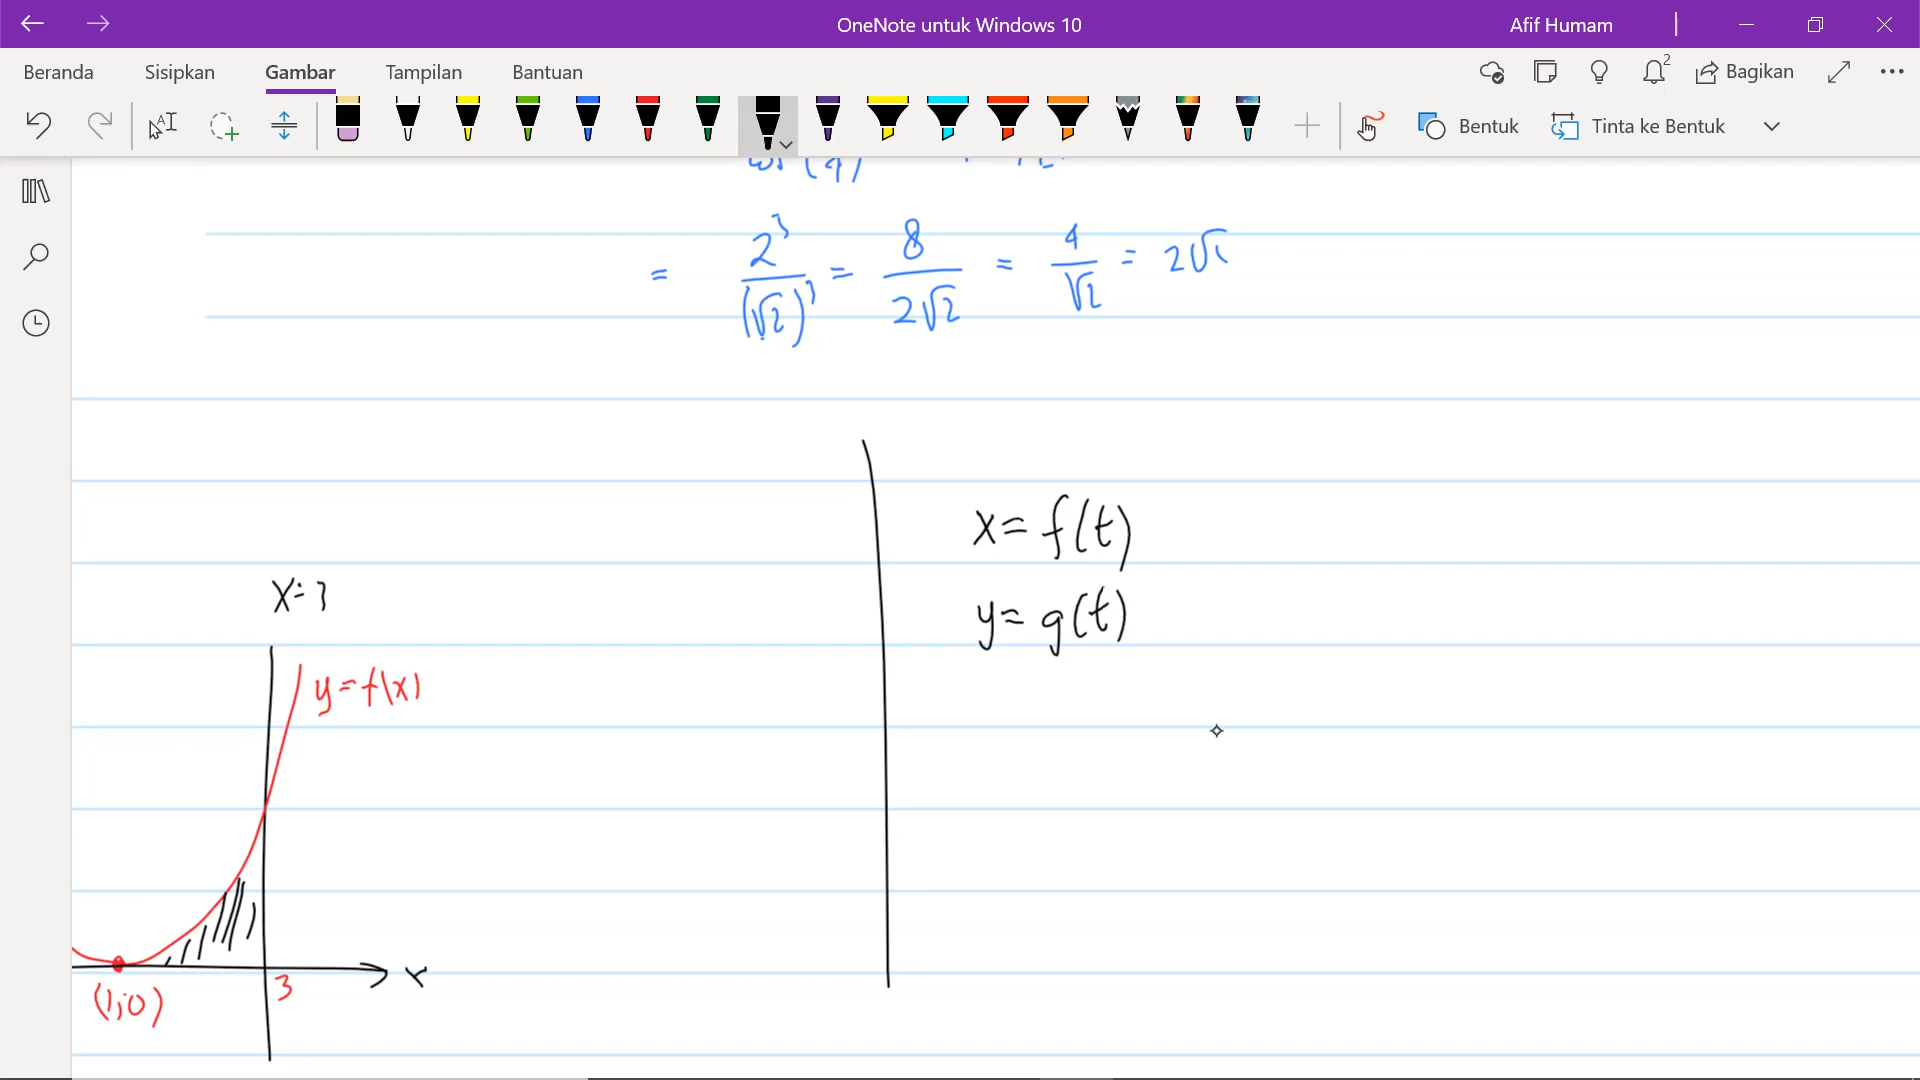 OneNote untuk Windows 10
Afif Humam
Beranda Sisipkan Gambar Tampilan Bantuan
2
Bagikan
Bentuk
Tinta ke Bentuk
= 2³/(√2)³ = 8/2√2 = 4/√2 = 2√
x = f(t)
y = g(t)
x = 3
y = f(x)
x
3
(1,0)